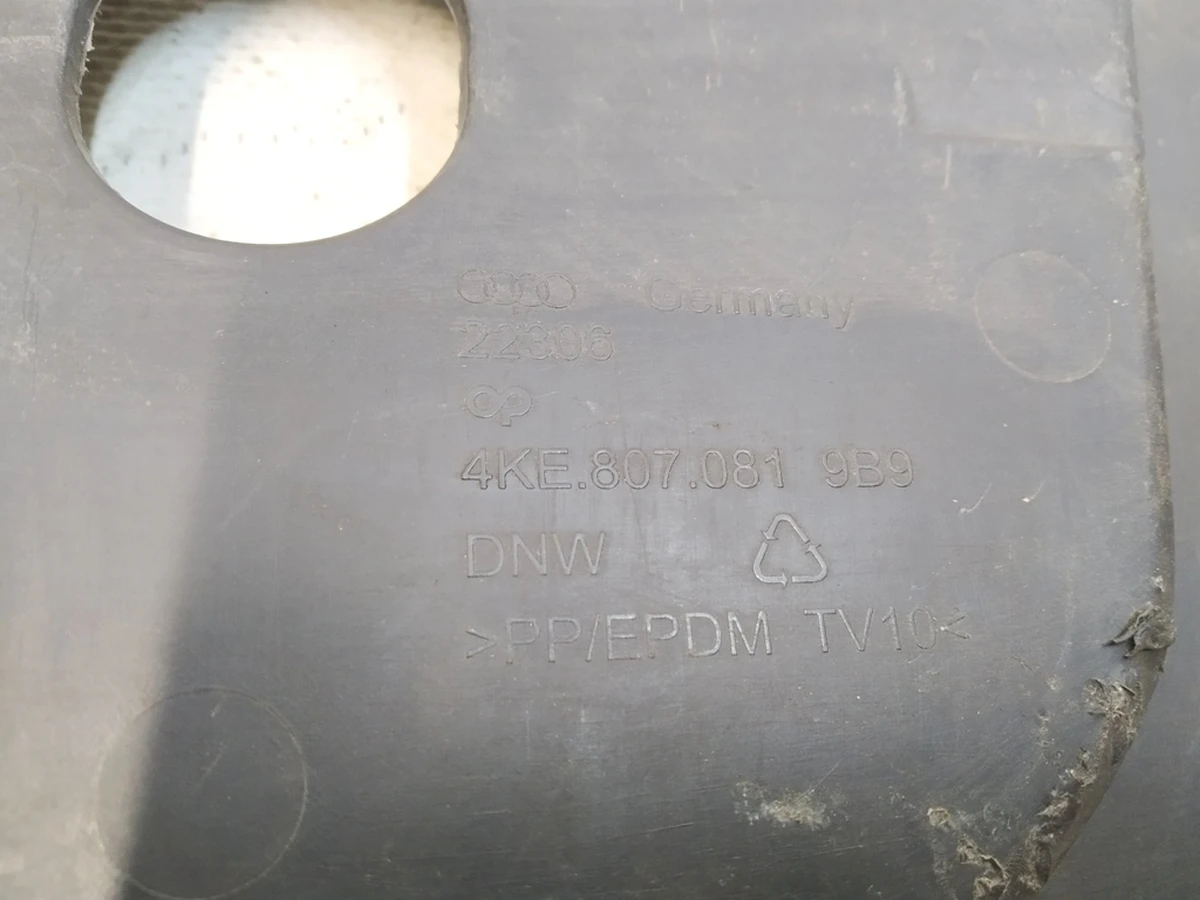 Germany
22306
4KE.807.081 9B9
DNW
>PP/EPDM TV10<